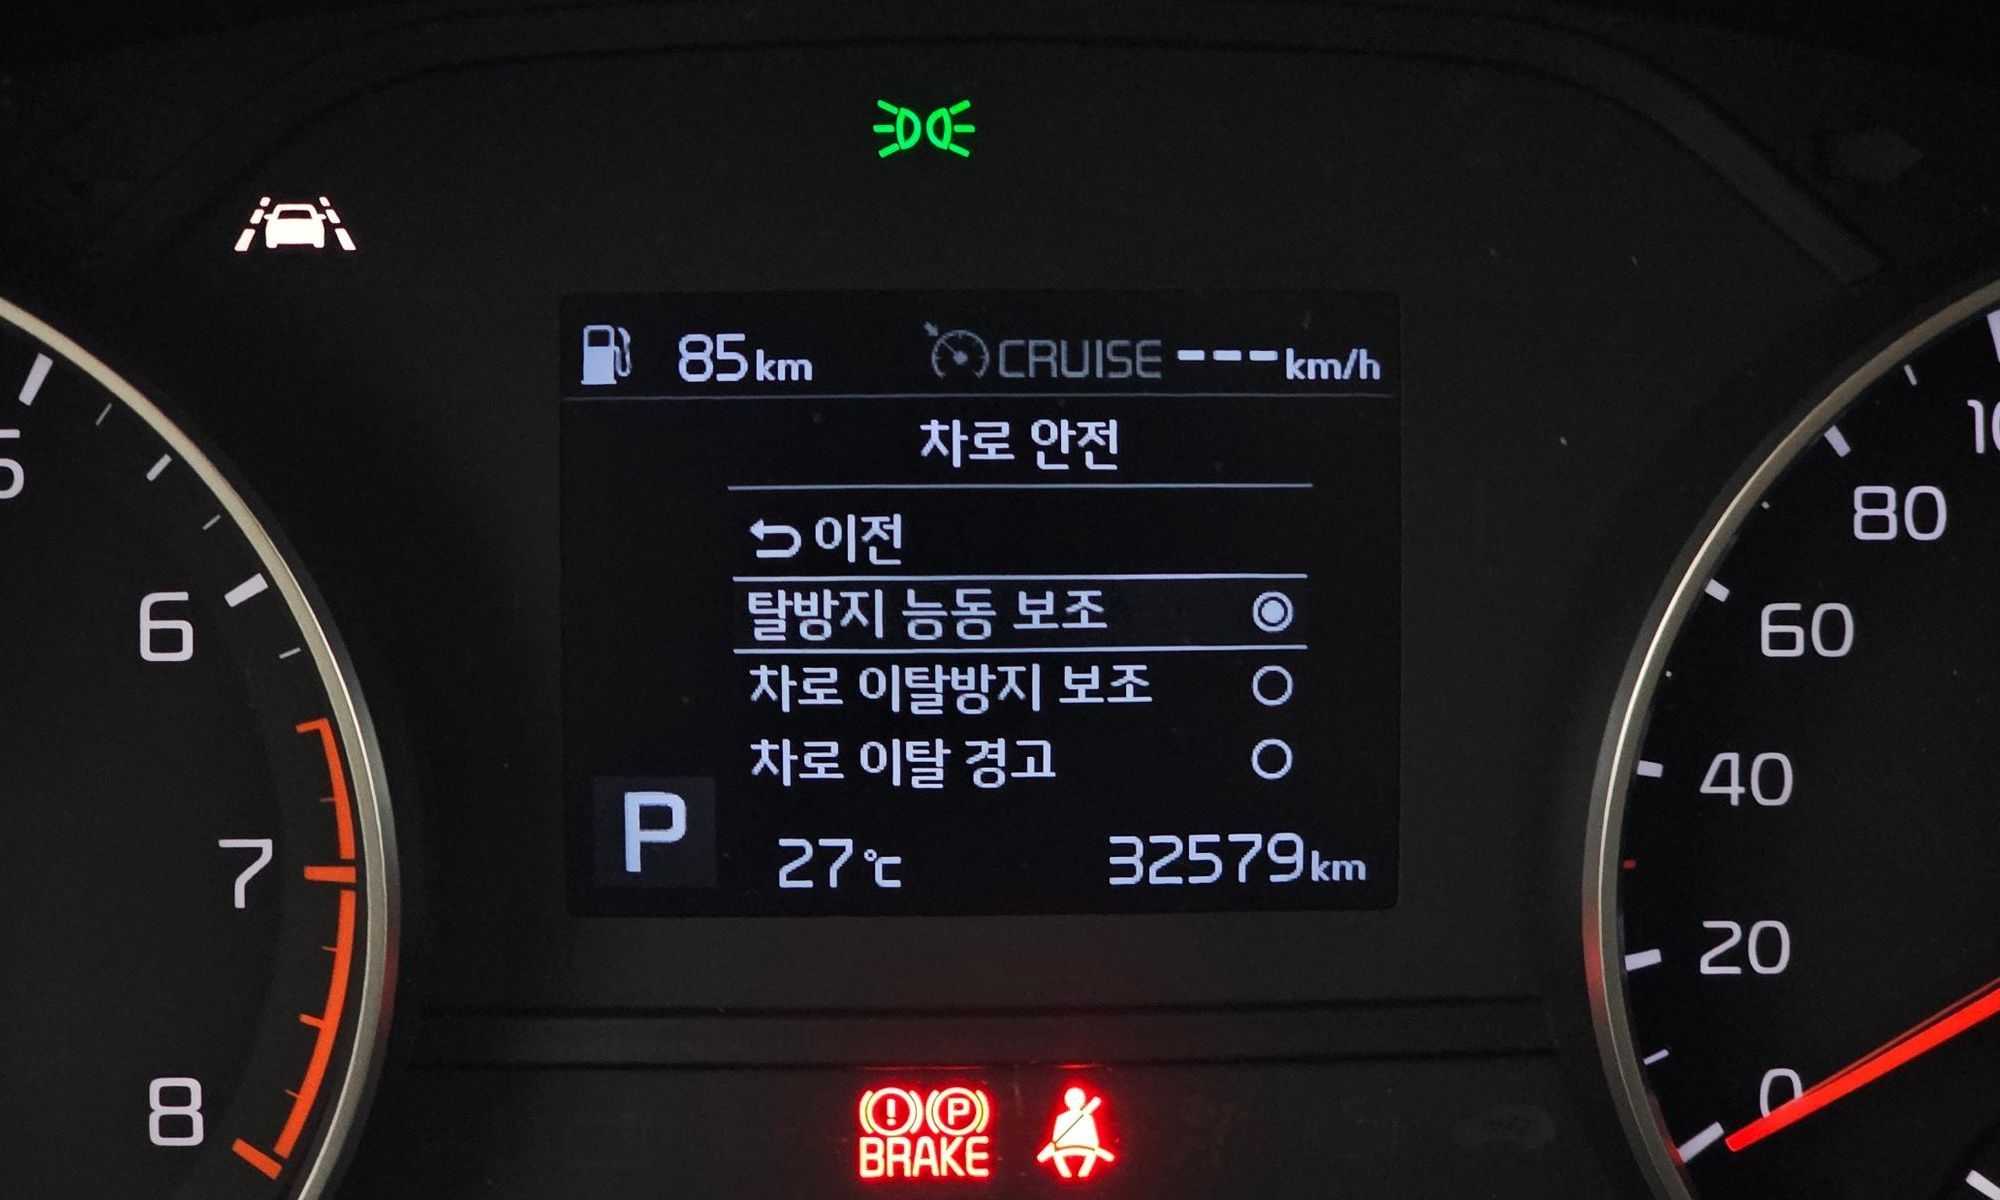 85km CRUISE ---km/h
차로 안전
이전
탈방지 능동 보조
차로 이탈방지 보조
차로 이탈 경고
P 27℃ 32579km
6
7
8
80
60
40
20
0
P
BRAKE